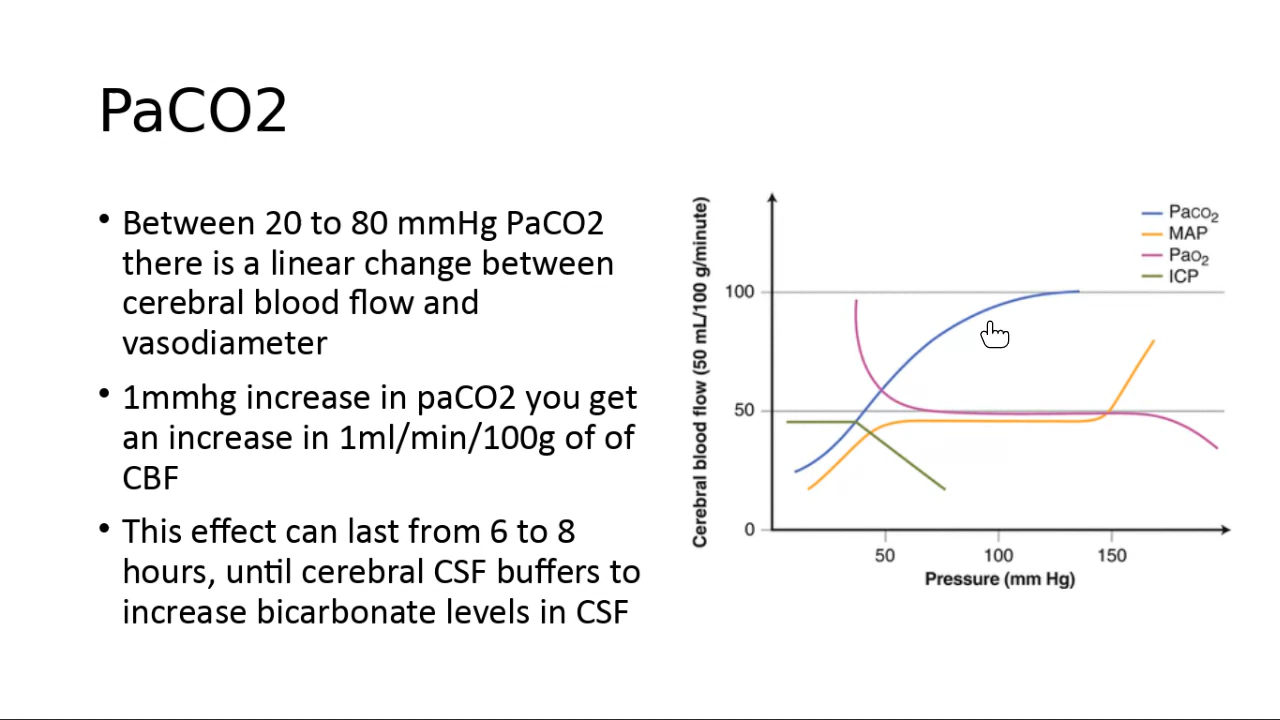 PaCO2
• Between 20 to 80 mmHg PaCO2
there is a linear change between
cerebral blood flow and
vasodiameter
• 1mmhg increase in paCO2 you get
an increase in 1ml/min/100g of of
CBF
• This effect can last from 6 to 8
hours, until cerebral CSF buffers to
increase bicarbonate levels in CSF
Cerebral blood flow (50 mL/100 g/minute)
Paco₂
MAP
Pao₂
ICP
100
50
0
50 100 150
Pressure (mm Hg)